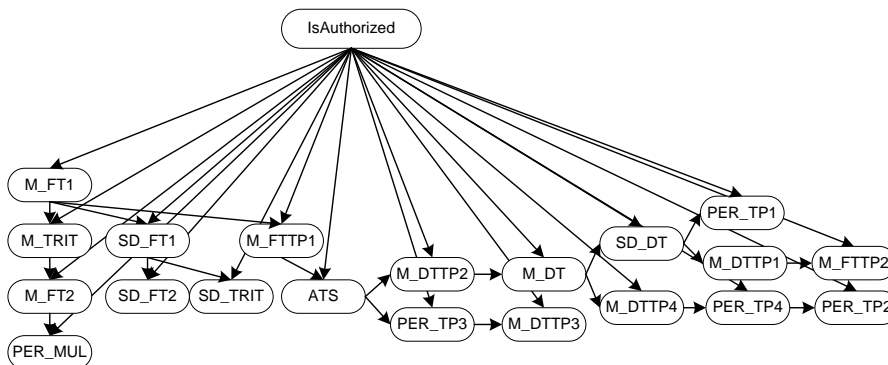 IsAuthorized
M_FT1
PER_TP1
M_TRIT
SD_FT1
M_FTTP1
SD_DT
M_DTTP2
M_DT
M_DTTP1
M_FTTP2
M_FT2
SD_FT2
SD_TRIT
ATS
M_DTTP4
PER_TP4
PER_TP2
PER_TP3
M_DTTP3
PER_MUL